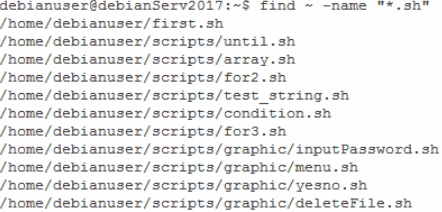 debianuser@debianServ2017:~$ find ~ -name "*.sh"
/home/debianuser/first.sh
/home/debianuser/scripts/until.sh
/home/debianuser/scripts/array.sh
/home/debianuser/scripts/for2.sh
/home/debianuser/scripts/test_string.sh
/home/debianuser/scripts/condition.sh
/home/debianuser/scripts/for3.sh
/home/debianuser/scripts/graphic/inputPassword.sh
/home/debianuser/scripts/graphic/menu.sh
/home/debianuser/scripts/graphic/yesno.sh
/home/debianuser/scripts/graphic/deleteFile.sh